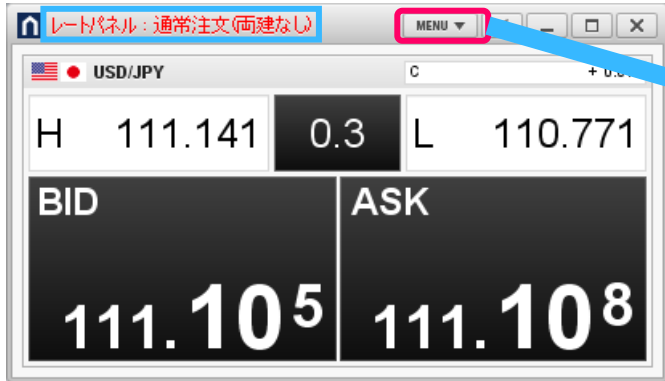 レートパネル：通常注文(両建なし)
MENU ▼
USD/JPY
C
H 111.141
0.3
L 110.771
BID
ASK
111.105
111.108